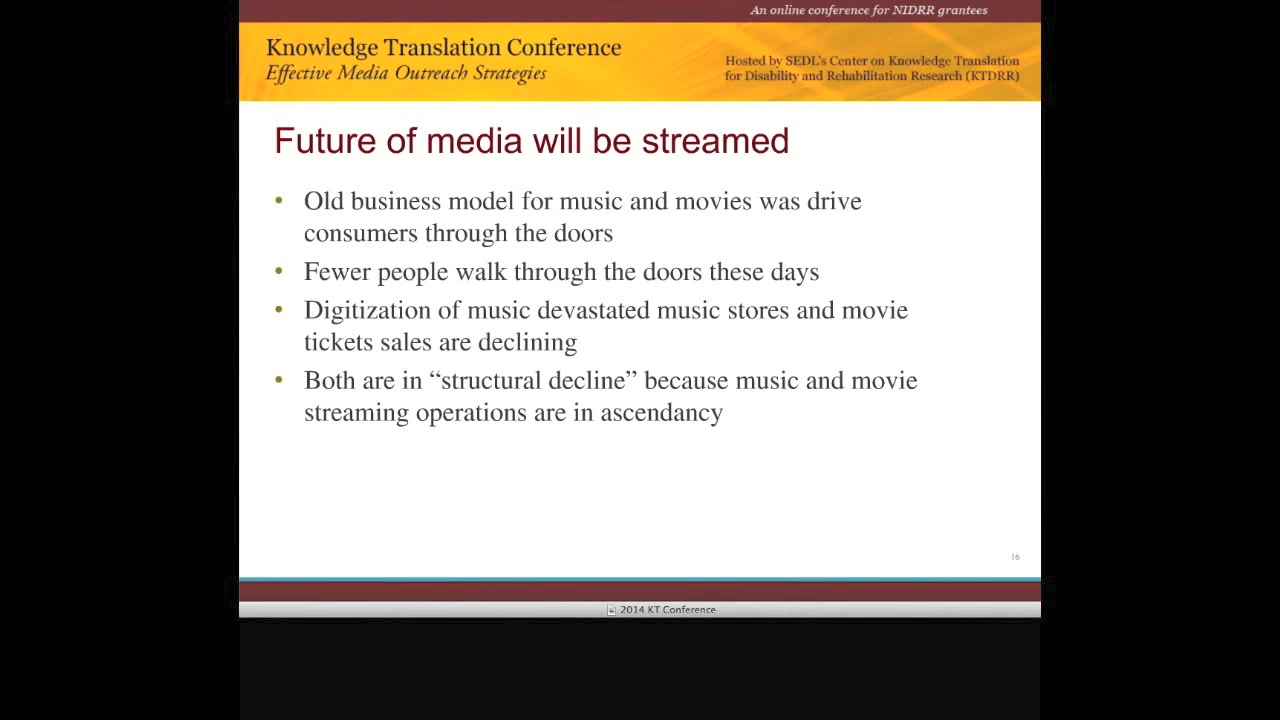 An online conference for NIDRR grantees
Knowledge Translation Conference
Effective Media Outreach Strategies
Hosted by SEDL's Center on Knowledge Translation
for Disability and Rehabilitation Research (KTDRR)
Future of media will be streamed
• Old business model for music and movies was drive
consumers through the doors
• Fewer people walk through the doors these days
• Digitization of music devastated music stores and movie
tickets sales are declining
• Both are in “structural decline” because music and movie
streaming operations are in ascendancy
16
2014 KT Conference